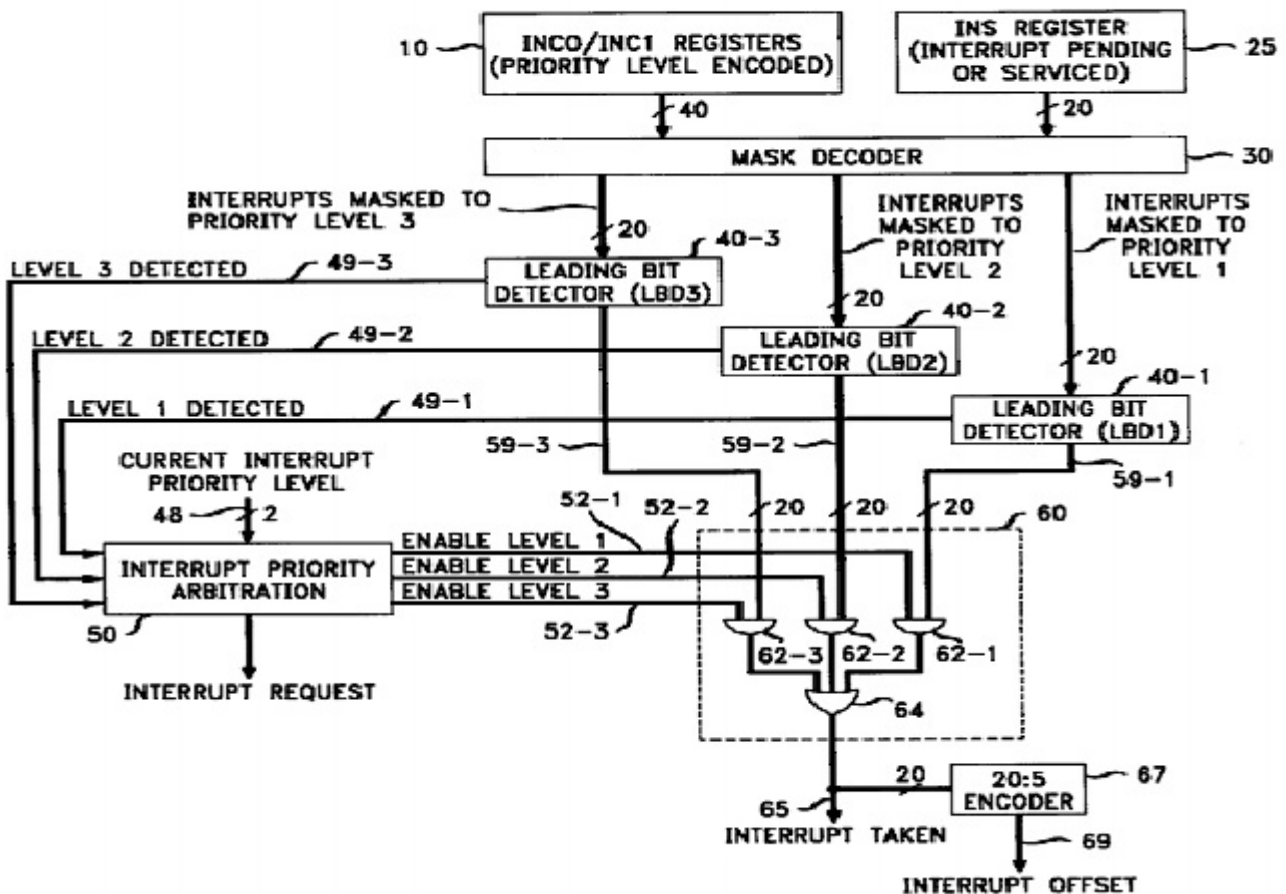 10
INC0/INC1 REGISTERS
(PRIORITY LEVEL ENCODED)
INS REGISTER
(INTERRUPT PENDING
OR SERVICED)
25
40
20
MASK DECODER
30
INTERRUPTS MASKED TO
PRIORITY LEVEL 3
20
INTERRUPTS
MASKED TO
PRIORITY
LEVEL 2
INTERRUPTS
MASKED TO
PRIORITY
LEVEL 1
LEVEL 3 DETECTED
49-3
40-3
LEADING BIT
DETECTOR (LBD3)
20
LEVEL 2 DETECTED
49-2
40-2
LEADING BIT
DETECTOR (LBD2)
20
LEVEL 1 DETECTED
49-1
40-1
LEADING BIT
DETECTOR (LBD1)
59-3
59-2
59-1
CURRENT INTERRUPT
PRIORITY LEVEL
48
2
52-1
52-2
20
20
20
60
ENABLE LEVEL 1
ENABLE LEVEL 2
ENABLE LEVEL 3
INTERRUPT PRIORITY
ARBITRATION
50
52-3
62-3
62-2
62-1
INTERRUPT REQUEST
64
65
20
20:5
ENCODER
67
INTERRUPT TAKEN
69
INTERRUPT OFFSET